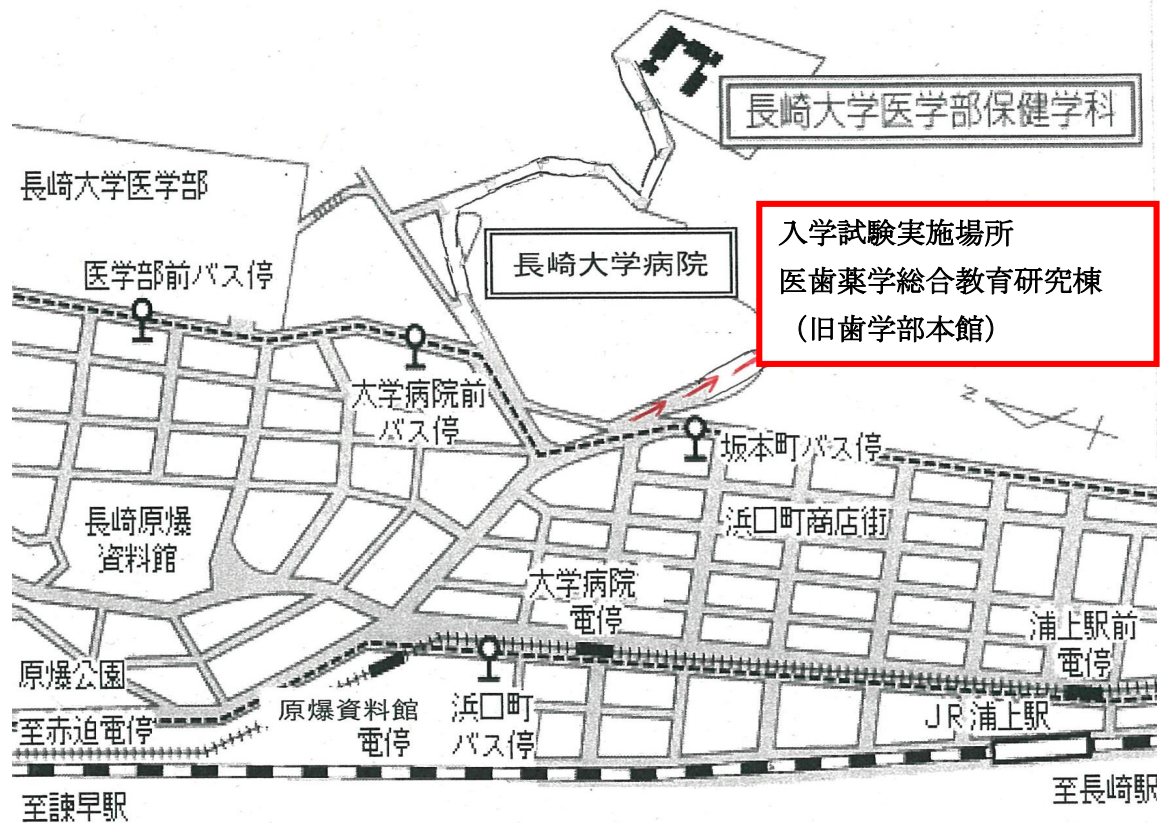 長崎大学医学部保健学科
長崎大学医学部
入学試験実施場所
医歯薬学総合教育研究棟
（旧歯学部本館）
長崎大学病院
医学部前バス停
大学病院前
バス停
Z
坂本町バス停
長崎原爆
資料館
浜口町商店街
大学病院
電停
浦上駅前
電停
原爆公園
原爆資料館
電停
浜口町
バス停
JR浦上駅
至赤迫電停
至長崎駅
至諫早駅